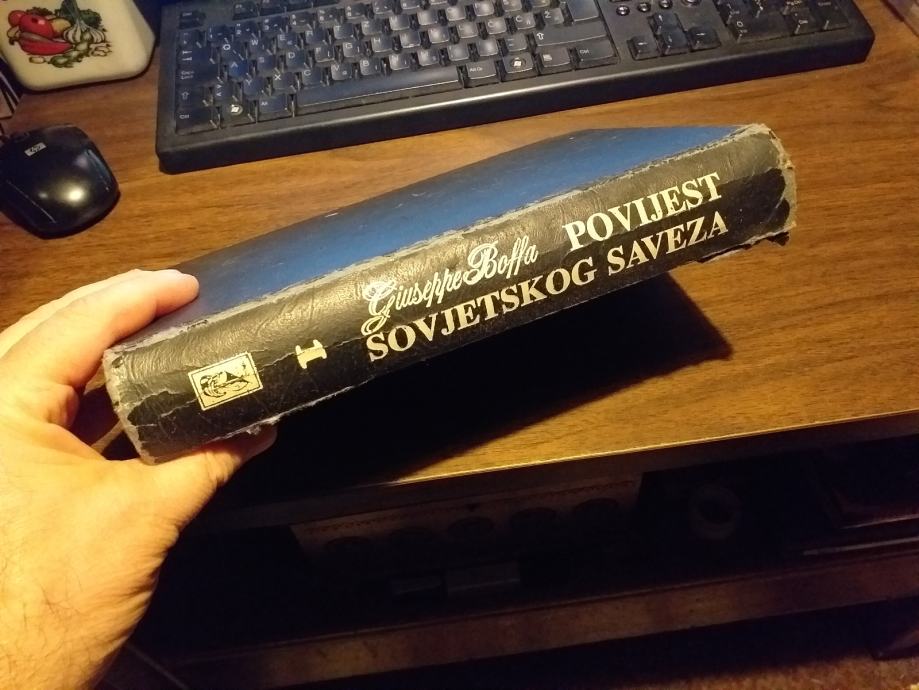 Giuseppe Boffa POVIJEST
SOVJETSKOG SAVEZA
I